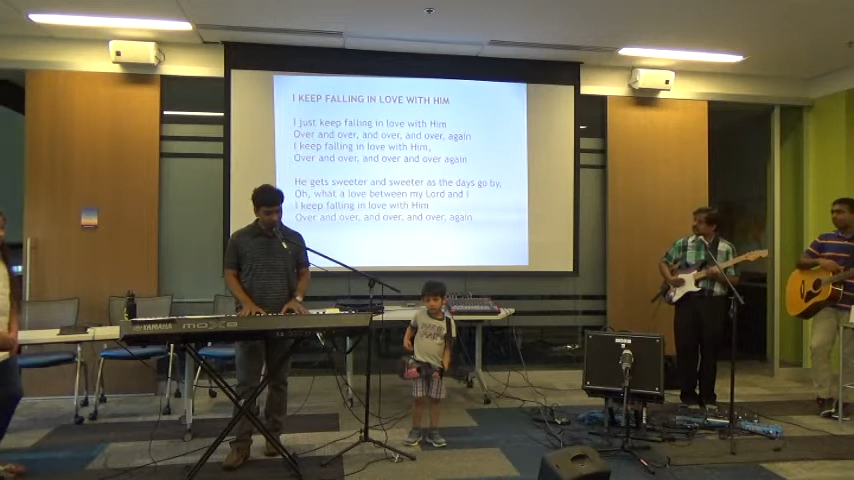 I KEEP FALLING IN LOVE WITH HIM
I just keep falling in love with Him
Over and over, and over, and over, again
I keep falling in love with Him,
Over and over, and over and over, again
He gets sweeter and sweeter as the days go by,
Oh, what a love between my Lord and I
I keep falling in love with Him
Over and over, and over, and over, again
YAMAHA
MOX8